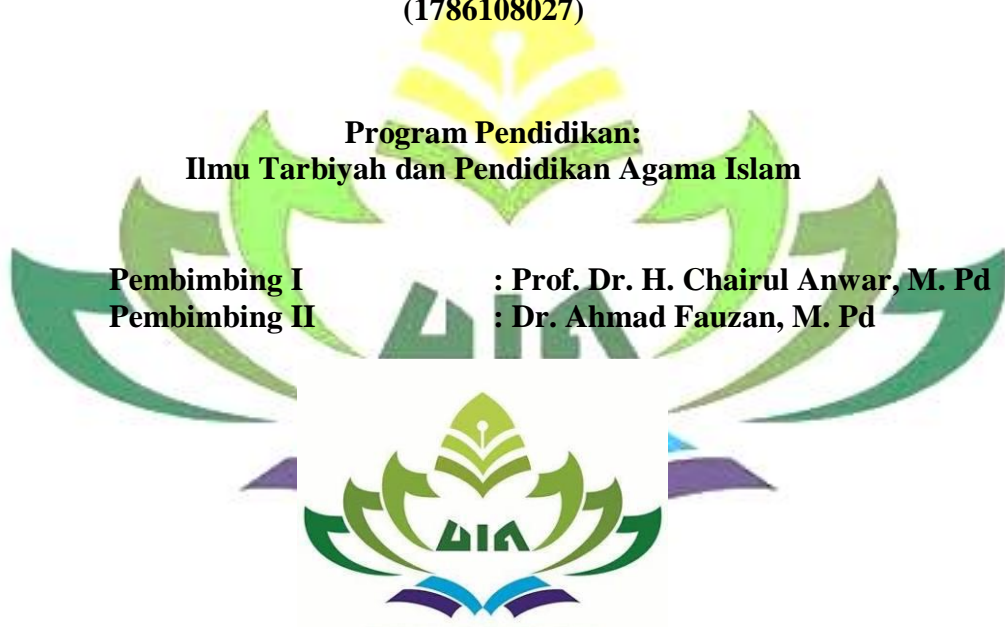 (1786108027)
Program Pendidikan:
Ilmu Tarbiyah dan Pendidikan Agama Islam
Pembimbing I : Prof. Dr. H. Chairul Anwar, M. Pd
Pembimbing II : Dr. Ahmad Fauzan, M. Pd
UIN